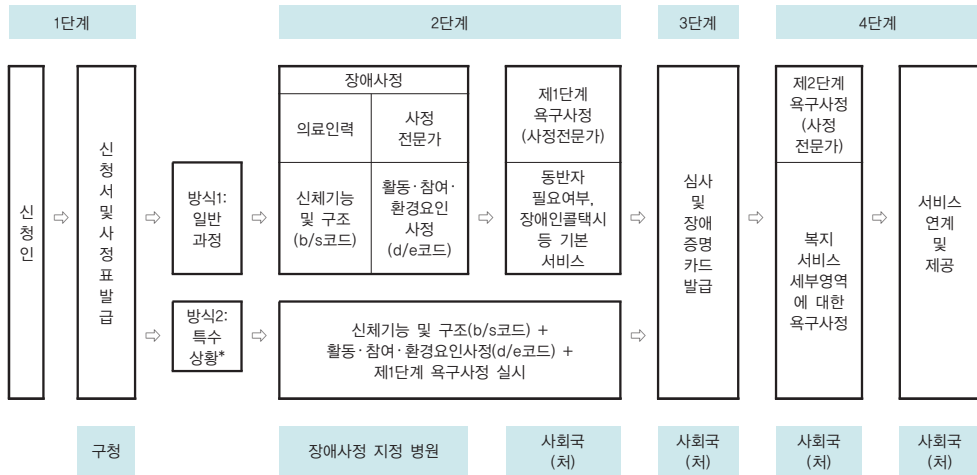 1단계
2단계
3단계
4단계
신청인
신청서 및 사정표 발급
방식1:
일반
과정
장애사정
의료인력
사정
전문가
신체기능
및 구조
(b/s코드)
활동·참여·
환경요인
사정
(d/e코드)
제1단계
욕구사정
(사정전문가)
동반자
필요여부,
장애인콜택시
등 기본
서비스
방식2:
특수
상황*
신체기능 및 구조(b/s코드) +
활동·참여·환경요인사정(d/e코드) +
제1단계 욕구사정 실시
심사
및
장애
증명
카드
발급
제2단계
욕구사정
(사정
전문가)
복지
서비스
세부영역
에 대한
욕구사정
서비스
연계
및
제공
구청
장애사정 지정 병원
사회국
(처)
사회국
(처)
사회국
(처)
사회국
(처)